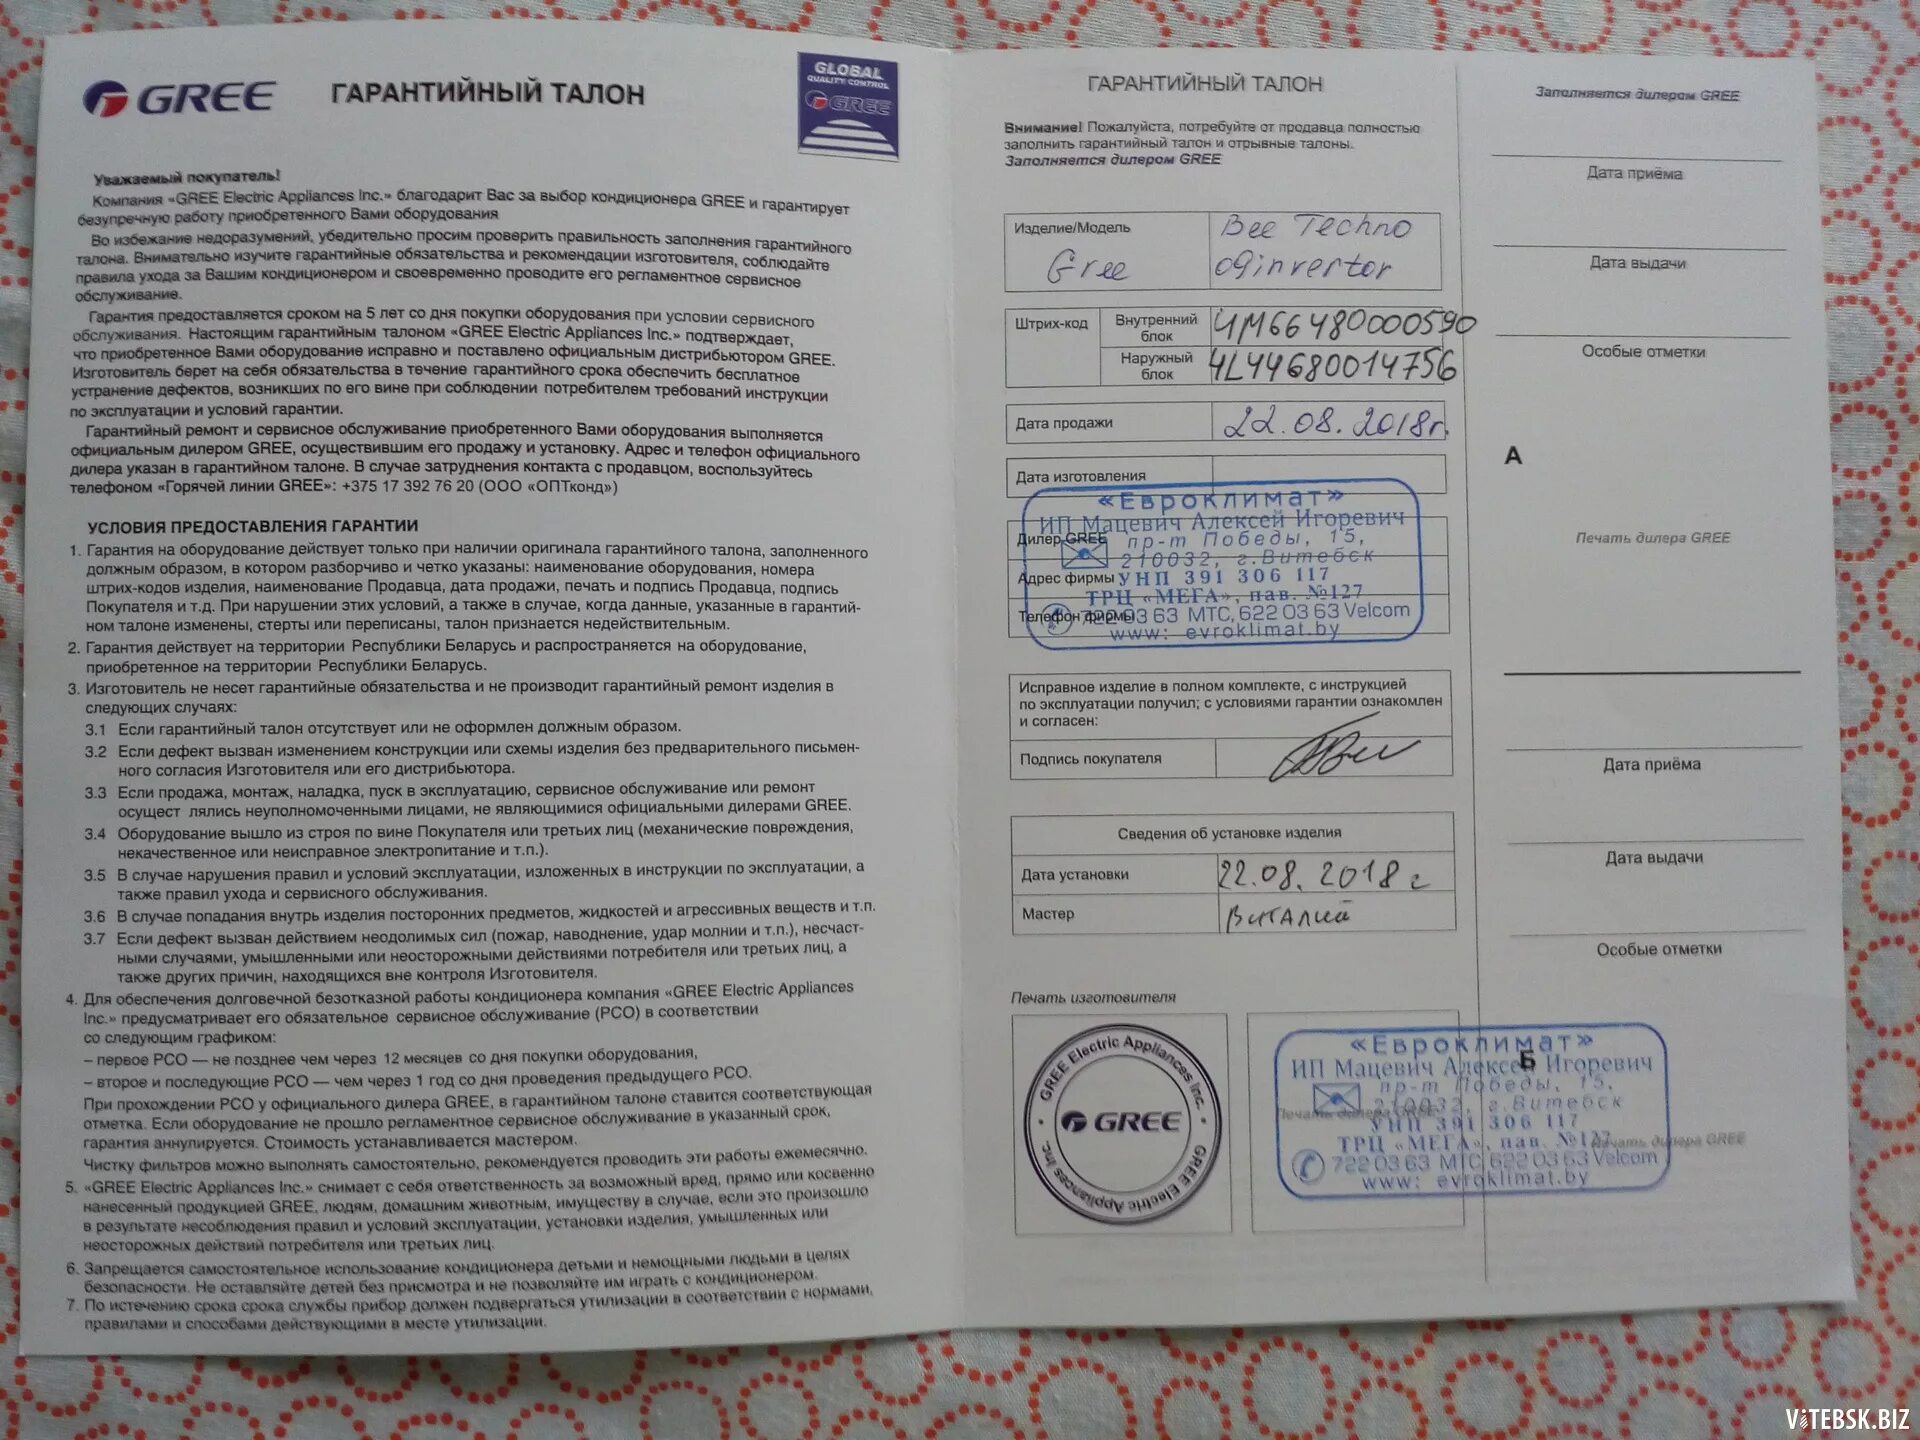 GREE
ГАРАНТИЙНЫЙ ТАЛОН
GLOBAL
QUALITY CONTROL
GREE
Уважаемый покупатель!
Компания «GREE Electric Appliances Inc.» благодарит Вас за выбор кондиционера GREE и гарантирует
безупречную работу приобретенного Вами оборудования
Во избежание недоразумений, убедительно просим проверить правильность заполнения гарантийного
талона. Внимательно изучите гарантийные обязательства и рекомендации изготовителя, соблюдайте
правила ухода за Вашим кондиционером и своевременно проводите его регламентное сервисное
обслуживание.
Гарантия предоставляется сроком на 5 лет со дня покупки оборудования при условии сервисного
обслуживания. Настоящим гарантийным талоном «GREE Electric Appliances Inc.» подтверждает,
что приобретенное Вами оборудование исправно и поставлено официальным дистрибьютором GREE.
Изготовитель берет на себя обязательства в течение гарантийного срока обеспечить бесплатное
устранение дефектов, возникших по его вине при соблюдении потребителем требований инструкции
по эксплуатации и условий гарантии.
Гарантийный ремонт и сервисное обслуживание приобретенного Вами оборудования выполняется
официальным дилером GREE, осуществившим его продажу и установку. Адрес и телефон официального
дилера указан в гарантийном талоне. В случае затруднения контакта с продавцом, воспользуйтесь
телефоном «Горячей линии GREE»: +375 17 392 76 20 (ООО «ОПТконд»)
УСЛОВИЯ ПРЕДОСТАВЛЕНИЯ ГАРАНТИИ
1. Гарантия на оборудование действует только при наличии оригинала гарантийного талона, заполненного
должным образом, в котором разборчиво и четко указаны: наименование оборудования, номера
штрих-кодов изделия, наименование Продавца, дата продажи, печать и подпись Продавца, подпись
Покупателя и т.д. При нарушении этих условий, а также в случае, когда данные, указанные в гарантий-
ном талоне изменены, стерты или переписаны, талон признается недействительным.
2. Гарантия действует на территории Республики Беларусь и распространяется на оборудование,
приобретенное на территории Республики Беларусь.
3. Изготовитель не несет гарантийные обязательства и не производит гарантийный ремонт изделия в
следующих случаях:
3.1 Если гарантийный талон отсутствует или не оформлен должным образом.
3.2 Если дефект вызван изменением конструкции или схемы изделия без предварительного письмен-
ного согласия Изготовителя или его дистрибьютора.
3.3 Если продажа, монтаж, наладка, пуск в эксплуатацию, сервисное обслуживание или ремонт
осущест лялись неуполномоченными лицами, не являющимися официальными дилерами GREE.
3.4 Оборудование вышло из строя по вине Покупателя или третьих лиц (механические повреждения,
некачественное или неисправное электропитание и т.п.).
3.5 В случае нарушения правил и условий эксплуатации, изложенных в инструкции по эксплуатации, а
также правил ухода и сервисного обслуживания.
3.6 В случае попадания внутрь изделия посторонних предметов, жидкостей и агрессивных веществ и т.п.
3.7 Если дефект вызван действием неодолимых сил (пожар, наводнение, удар молнии и т.п.), несчаст-
ными случаями, умышленными или неосторожными действиями потребителя или третьих лиц, а
также других причин, находящихся вне контроля Изготовителя.
4. Для обеспечения долговечной безотказной работы кондиционера компания «GREE Electric Appliances
Inc.» предусматривает его обязательное сервисное обслуживание (РСО) в соответствии
со следующим графиком:
– первое РСО — не позднее чем через 12 месяцев со дня покупки оборудования,
– второе и последующие РСО — чем через 1 год со дня проведения предыдущего РСО.
При прохождении РСО у официального дилера GREE, в гарантийном талоне ставится соответствующая
отметка. Если оборудование не прошло регламентное сервисное обслуживание в указанный срок,
гарантия аннулируется. Стоимость устанавливается мастером.
Чистку фильтров можно выполнять самостоятельно, рекомендуется проводить эти работы ежемесячно.
5. «GREE Electric Appliances Inc.» снимает с себя ответственность за возможный вред, прямо или косвенно
нанесенный продукцией GREE, людям, домашним животным, имуществу в случае, если это произошло
в результате несоблюдения правил и условий эксплуатации, установки изделия, умышленных или
неосторожных действий потребителя или третьих лиц.
6. Запрещается самостоятельное использование кондиционера детьми и немощными людьми в целях
безопасности. Не оставляйте детей без присмотра и не позволяйте им играть с кондиционером.
7. По истечению срока срока службы прибор должен подвергаться утилизации в соответствии с нормами,
правилами и способами действующими в месте утилизации.
ГАРАНТИЙНЫЙ ТАЛОН
Внимание! Пожалуйста, потребуйте от продавца полностью
заполнить гарантийный талон и отрывные талоны.
Заполняется дилером GREE
Изделие/Модель
Gree
Bee Techno
09invertor
Штрих-код
Внутренний
блок
4M66480000590
Наружный
блок
4L44680014756
Дата продажи
22.08.2018г.
Дата изготовления
Дилер GREE
Адрес фирмы
Телефон фирмы
«Евроклимат»
ИП Мацевич Алексей Игоревич
пр-т Победы, 15,
210032, г.Витебск
УНП 391 306 117
ТРЦ «МЕГА», пав. №127
722 03 63 МТС, 622 03 63 Velcom
www: evroklimat.by
Исправное изделие в полном комплекте, с инструкцией
по эксплуатации получил; с условиями гарантии ознакомлен
и согласен:
Подпись покупателя
Сведения об установке изделия
Дата установки
22.08.2018 г
Мастер
Виталий
Печать изготовителя
GREE Electric Appliances Inc.
GREE
GREE Electric Appliances Inc.
Печать дилера GREE
«Евроклимат»
ИП Мацевич Алексей Игоревич
пр-т Победы, 15,
210032, г.Витебск
УНП 391 306 117
ТРЦ «МЕГА», пав. №127
722 03 63 МТС, 622 03 63 Velcom
www: evroklimat.by
Заполняется дилером GREE
Дата приёма
Дата выдачи
Особые отметки
А
Печать дилера GREE
Дата приёма
Дата выдачи
Особые отметки
Б
Печать дилера GREE
ViTEBSK.BIZ